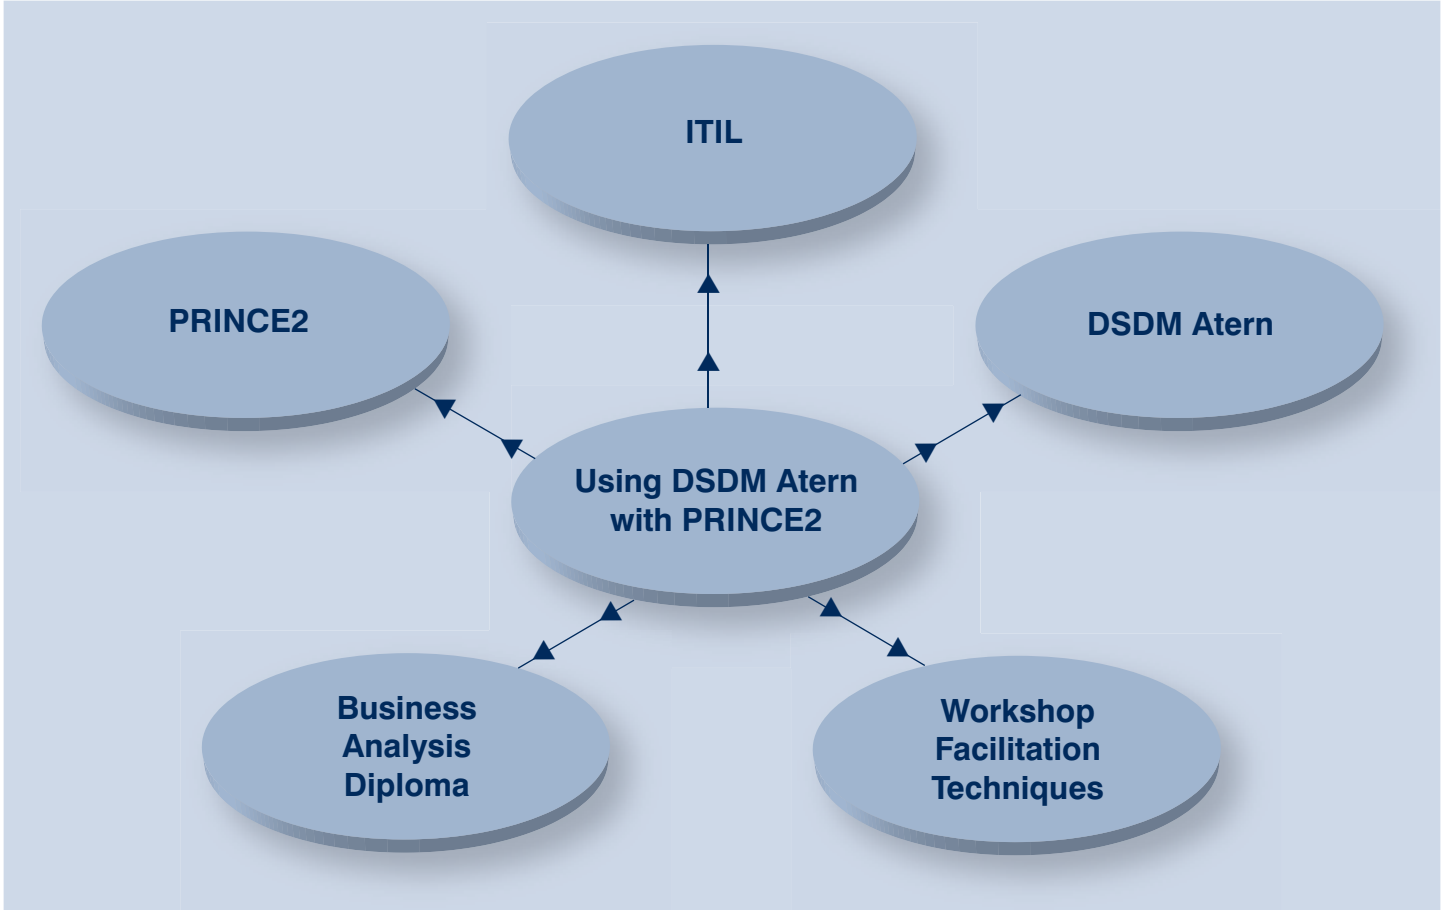 ITIL
PRINCE2
DSDM Atern
Using DSDM Atern
with PRINCE2
Business
Analysis
Diploma
Workshop
Facilitation
Techniques